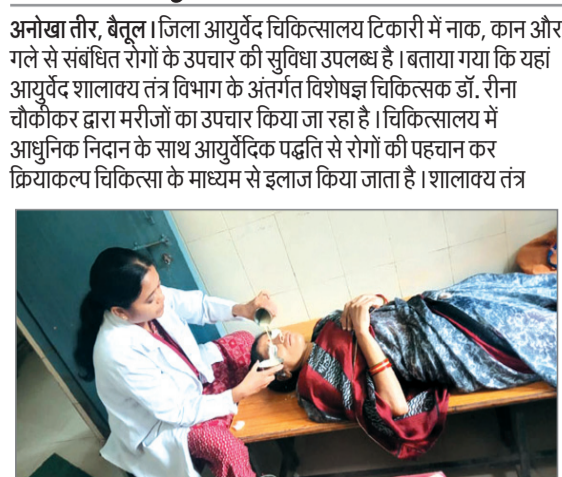 अनोखा तीर, बैतूल। जिला आयुर्वेद चिकित्सालय टिकारी में नाक, कान और
गले से संबंधित रोगों के उपचार की सुविधा उपलब्ध है। बताया गया कि यहां
आयुर्वेद शालाक्य तंत्र विभाग के अंतर्गत विशेषज्ञ चिकित्सक डॉ. रीना
चौकीकर द्वारा मरीजों का उपचार किया जा रहा है। चिकित्सालय में
आधुनिक निदान के साथ आयुर्वेदिक पद्धति से रोगों की पहचान कर
क्रियाकल्प चिकित्सा के माध्यम से इलाज किया जाता है। शालाक्य तंत्र